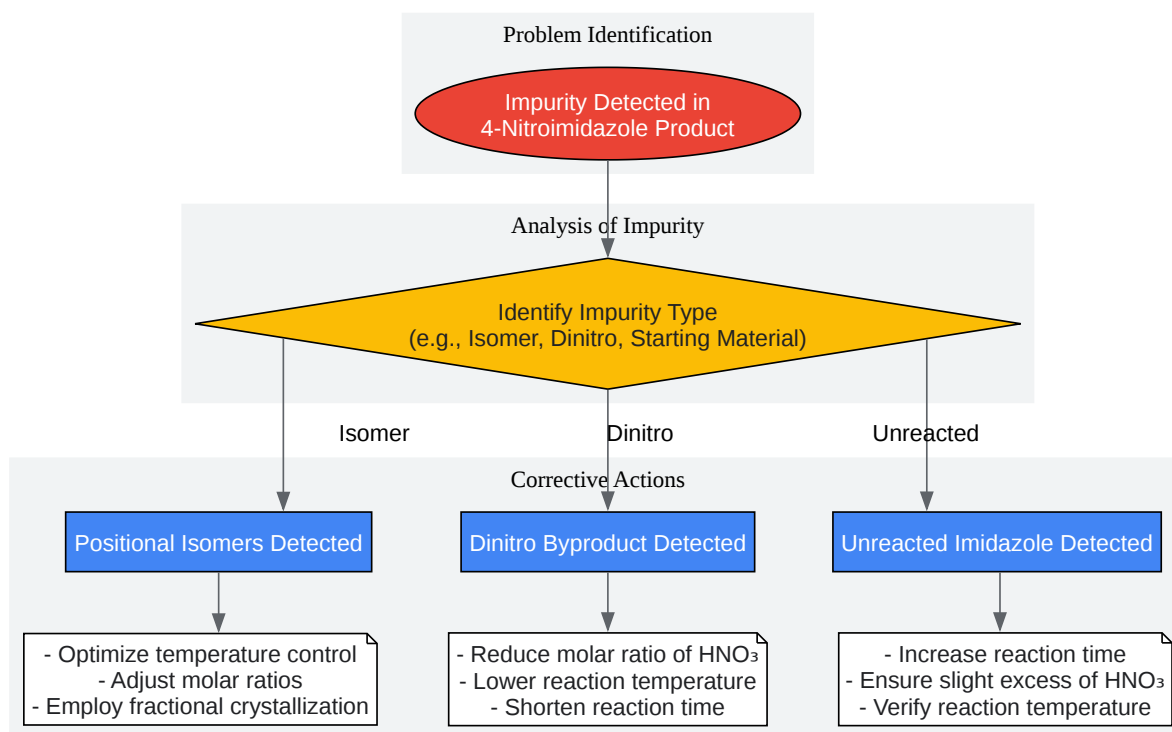 Problem Identification
Impurity Detected in
4-Nitroimidazole Product
Analysis of Impurity
Identify Impurity Type
(e.g., Isomer, Dinitro, Starting Material)
Isomer
Dinitro
Unreacted
Corrective Actions
Positional Isomers Detected
Dinitro Byproduct Detected
Unreacted Imidazole Detected
- Optimize temperature control
- Adjust molar ratios
- Employ fractional crystallization
- Reduce molar ratio of HNO₃
- Lower reaction temperature
- Shorten reaction time
- Increase reaction time
- Ensure slight excess of HNO₃
- Verify reaction temperature